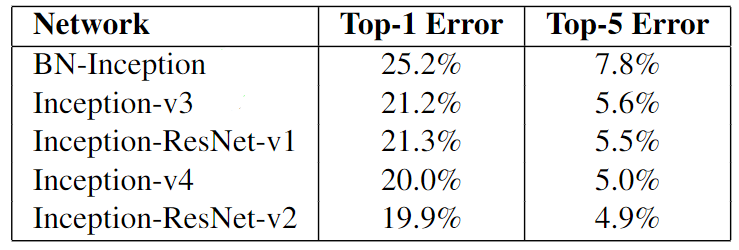 Network Top-1 Error Top-5 Error
BN-Inception 25.2% 7.8%
Inception-v3 21.2% 5.6%
Inception-ResNet-v1 21.3% 5.5%
Inception-v4 20.0% 5.0%
Inception-ResNet-v2 19.9% 4.9%